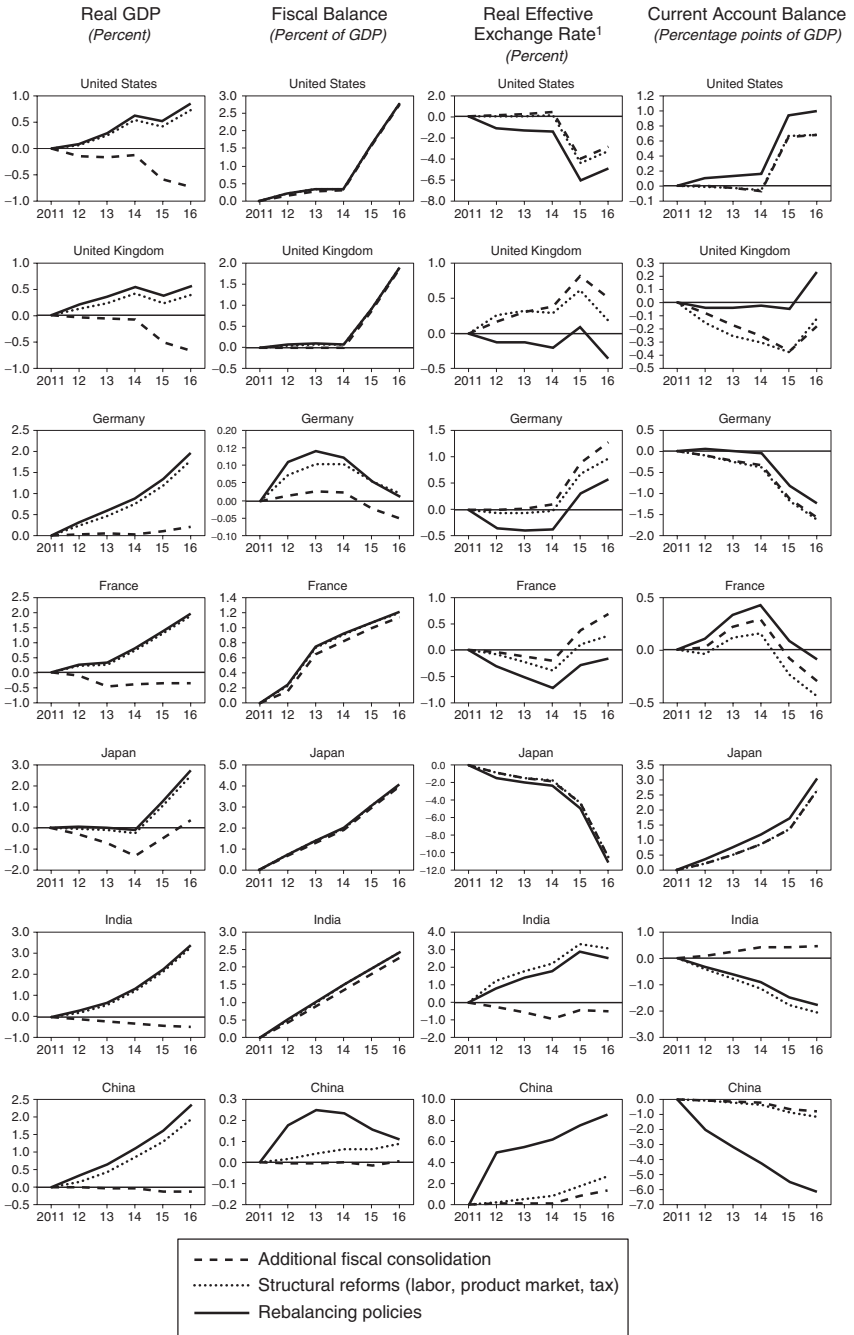 Real GDP
(Percent)
Fiscal Balance
(Percent of GDP)
Real Effective
Exchange Rate¹
(Percent)
Current Account Balance
(Percentage points of GDP)
United States
1.0
0.5
0.0
−0.5
−1.0
2011 12 13 14 15 16
United States
3.0
2.5
2.0
1.5
1.0
0.5
0.0
2011 12 13 14 15 16
United States
2.0
0.0
−2.0
−4.0
−6.0
−8.0
2011 12 13 14 15 16
United States
1.2
1.0
0.8
0.6
0.4
0.2
0.0
−0.1
2011 12 13 14 15 16
United Kingdom
1.0
0.5
0.0
−0.5
−1.0
2011 12 13 14 15 16
United Kingdom
2.0
1.5
1.0
0.5
0.0
−0.5
2011 12 13 14 15 16
United Kingdom
1.0
0.5
0.0
−0.5
2011 12 13 14 15 16
United Kingdom
0.3
0.2
0.1
0.0
−0.1
−0.2
−0.3
−0.4
−0.5
2011 12 13 14 15 16
Germany
2.5
2.0
1.5
1.0
0.5
0.0
2011 12 13 14 15 16
Germany
0.20
0.12
0.10
0.05
0.00
−0.05
−0.10
2011 12 13 14 15 16
Germany
1.5
1.0
0.5
0.0
−0.5
2011 12 13 14 15 16
Germany
0.5
0.0
−0.5
−1.0
−1.5
−2.0
2011 12 13 14 15 16
France
2.5
2.0
1.5
1.0
0.5
0.0
−0.5
−1.0
2011 12 13 14 15 16
France
1.4
1.2
1.0
0.8
0.6
0.4
0.2
0.0
2011 12 13 14 15 16
France
1.0
0.5
0.0
−0.5
−1.0
2011 12 13 14 15 16
France
0.5
0.0
−0.5
2011 12 13 14 15 16
Japan
3.0
2.0
1.0
0.0
−1.0
−2.0
2011 12 13 14 15 16
Japan
5.0
4.0
3.0
2.0
1.0
0.0
2011 12 13 14 15 16
Japan
0.0
−2.0
−4.0
−6.0
−8.0
−10.0
−12.0
2011 12 13 14 15 16
Japan
3.5
3.0
2.5
2.0
1.5
1.0
0.5
0.0
2011 12 13 14 15 16
India
4.0
3.0
2.0
1.0
0.0
−1.0
2011 12 13 14 15 16
India
3.0
2.5
2.0
1.5
1.0
0.5
0.0
2011 12 13 14 15 16
India
4.0
3.0
2.0
1.0
0.0
−1.0
−2.0
2011 12 13 14 15 16
India
1.0
0.0
−1.0
−2.0
−3.0
2011 12 13 14 15 16
China
2.5
2.0
1.5
1.0
0.5
0.0
−0.5
2011 12 13 14 15 16
China
0.3
0.2
0.1
0.0
−0.1
−0.2
2011 12 13 14 15 16
China
10.0
8.0
6.0
4.0
2.0
0.0
2011 12 13 14 15 16
China
0.0
−1.0
−2.0
−3.0
−4.0
−5.0
−6.0
−7.0
2011 12 13 14 15 16
Additional fiscal consolidation
Structural reforms (labor, product market, tax)
Rebalancing policies